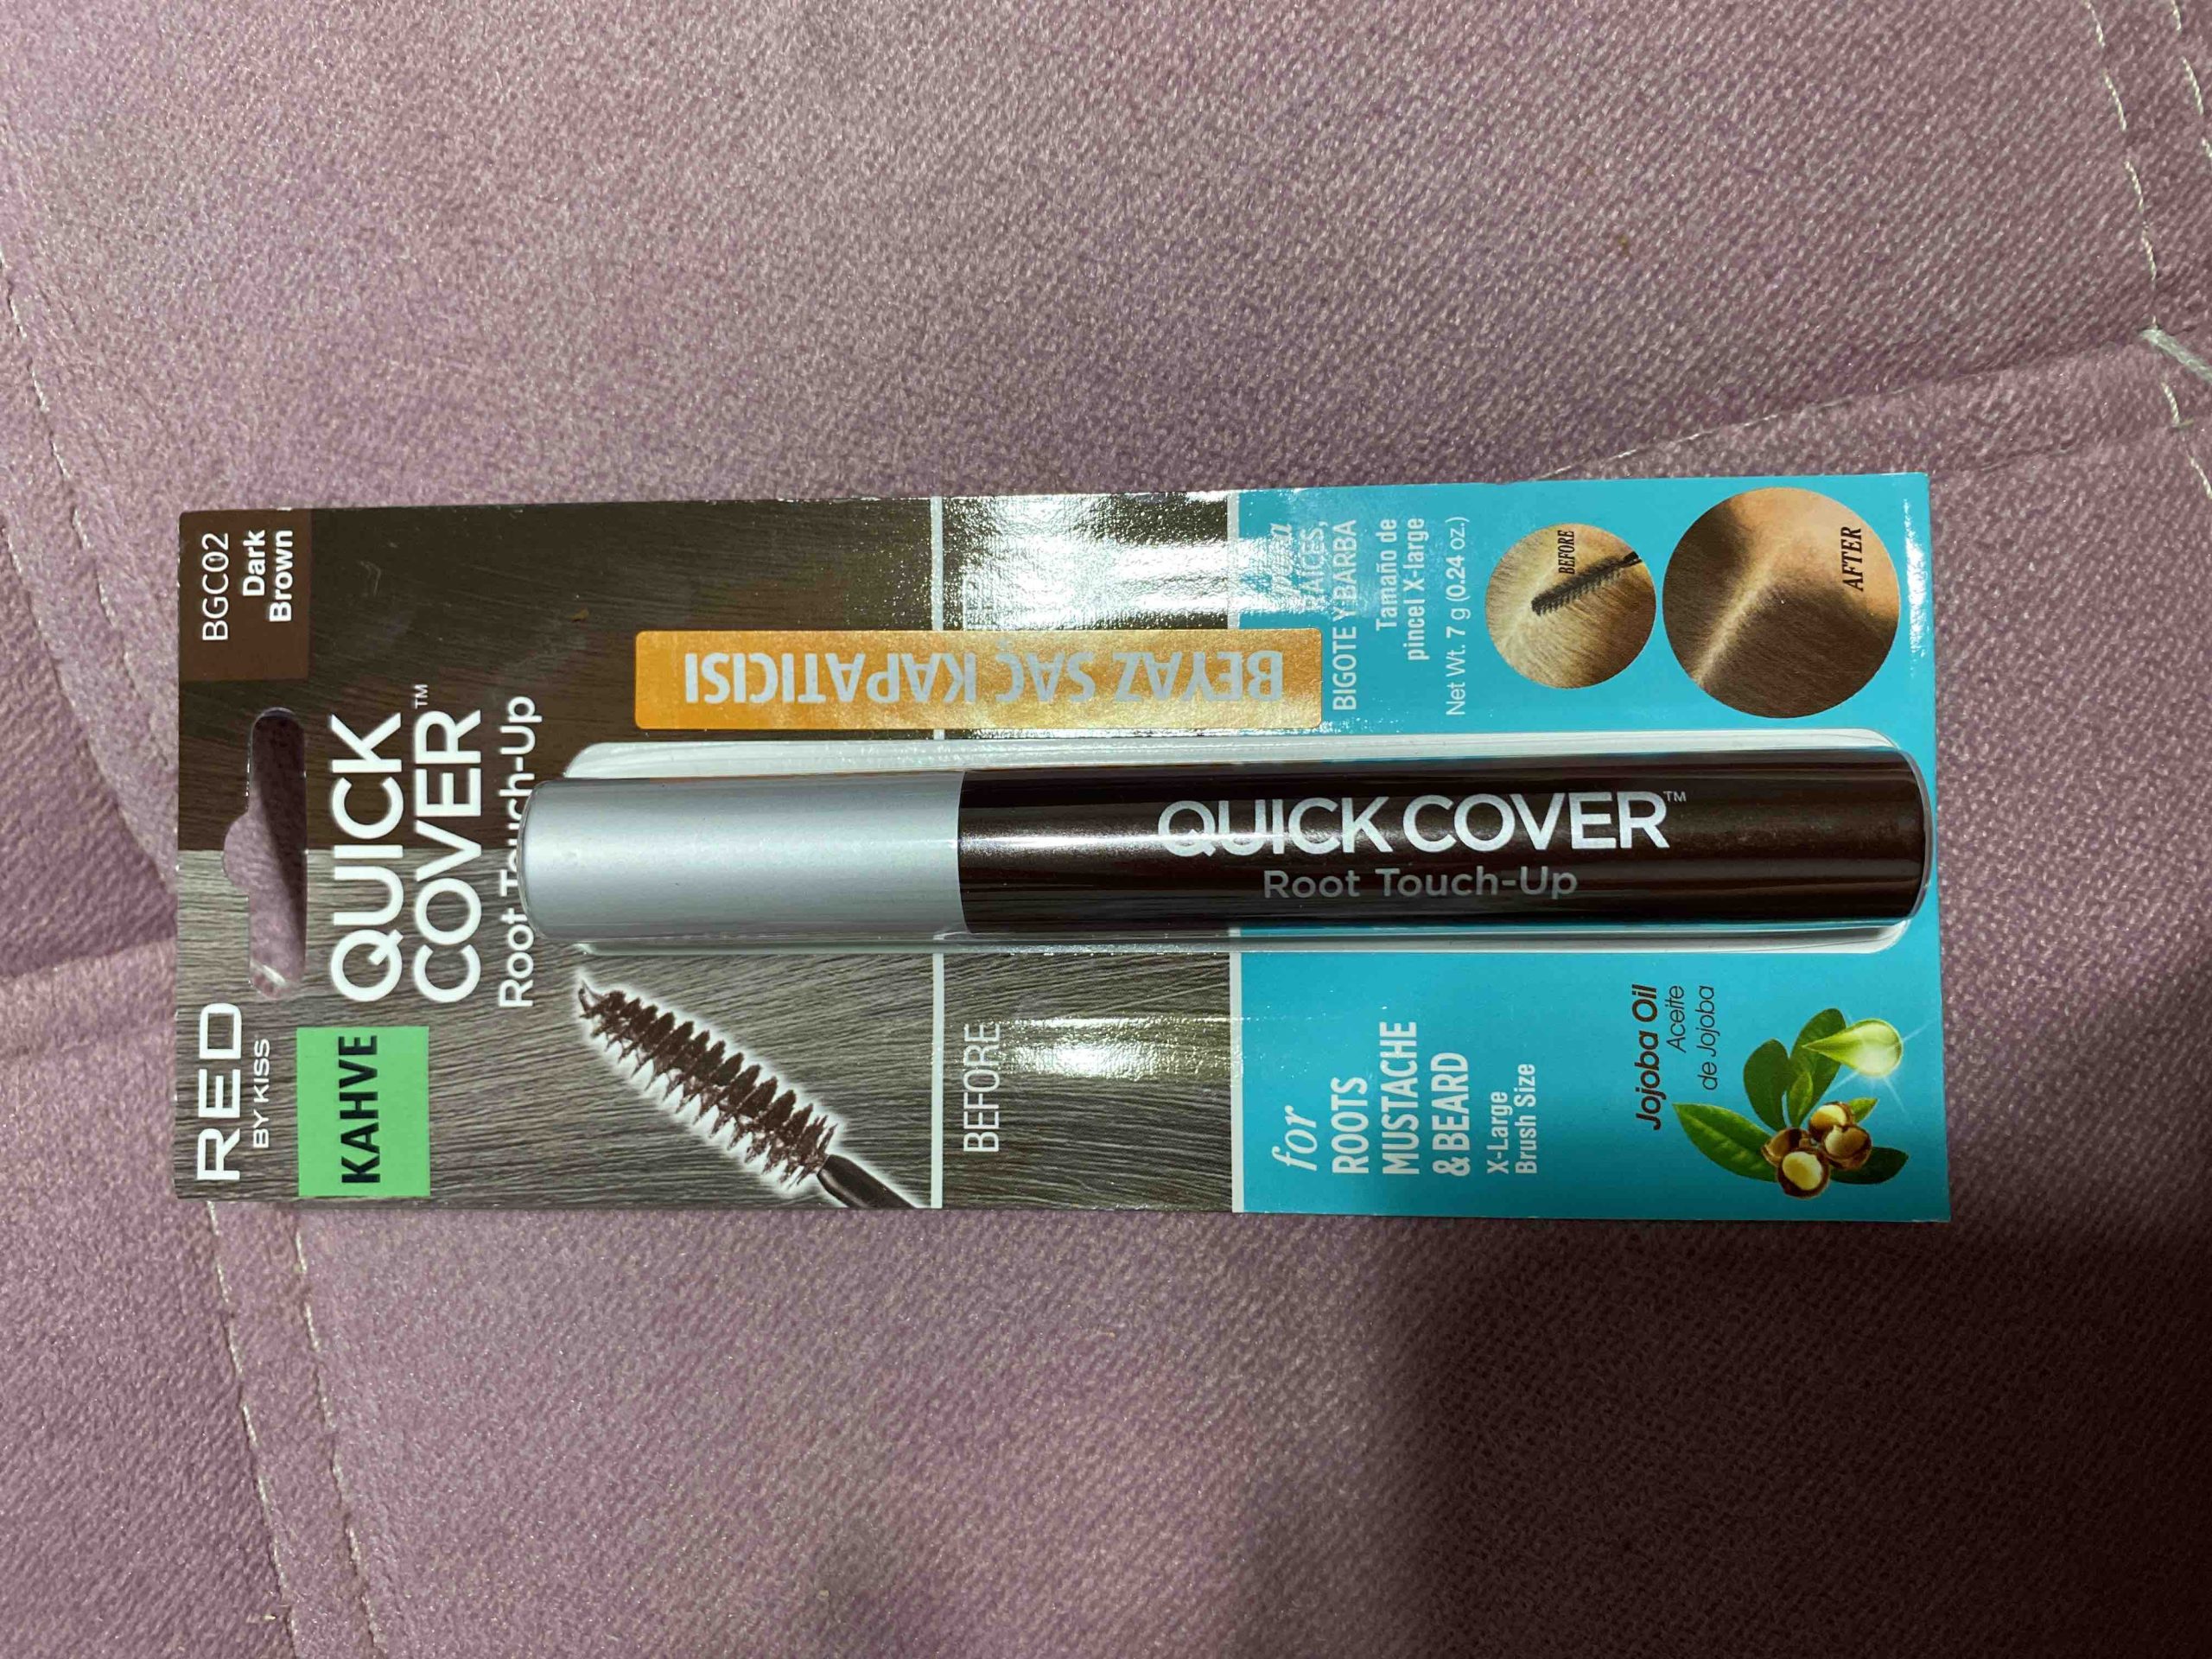 RED
BY KISS
BGC02
Dark
Brown
KAHVE
QUICK
COVER™
Root Touch-Up
BEYAZ SAÇ KAPATICISI
BEFORE
QUICK COVER™
Root Touch-Up
for
ROOTS
MUSTACHE
& BEARD
X-Large
Brush Size
para
RAÍCES,
BIGOTE Y BARBA
Tamaño de
pincel X-large
Net Wt. 7 g (0.24 oz.)
Jojoba Oil
Aceite
de Jojoba
BEFORE
AFTER